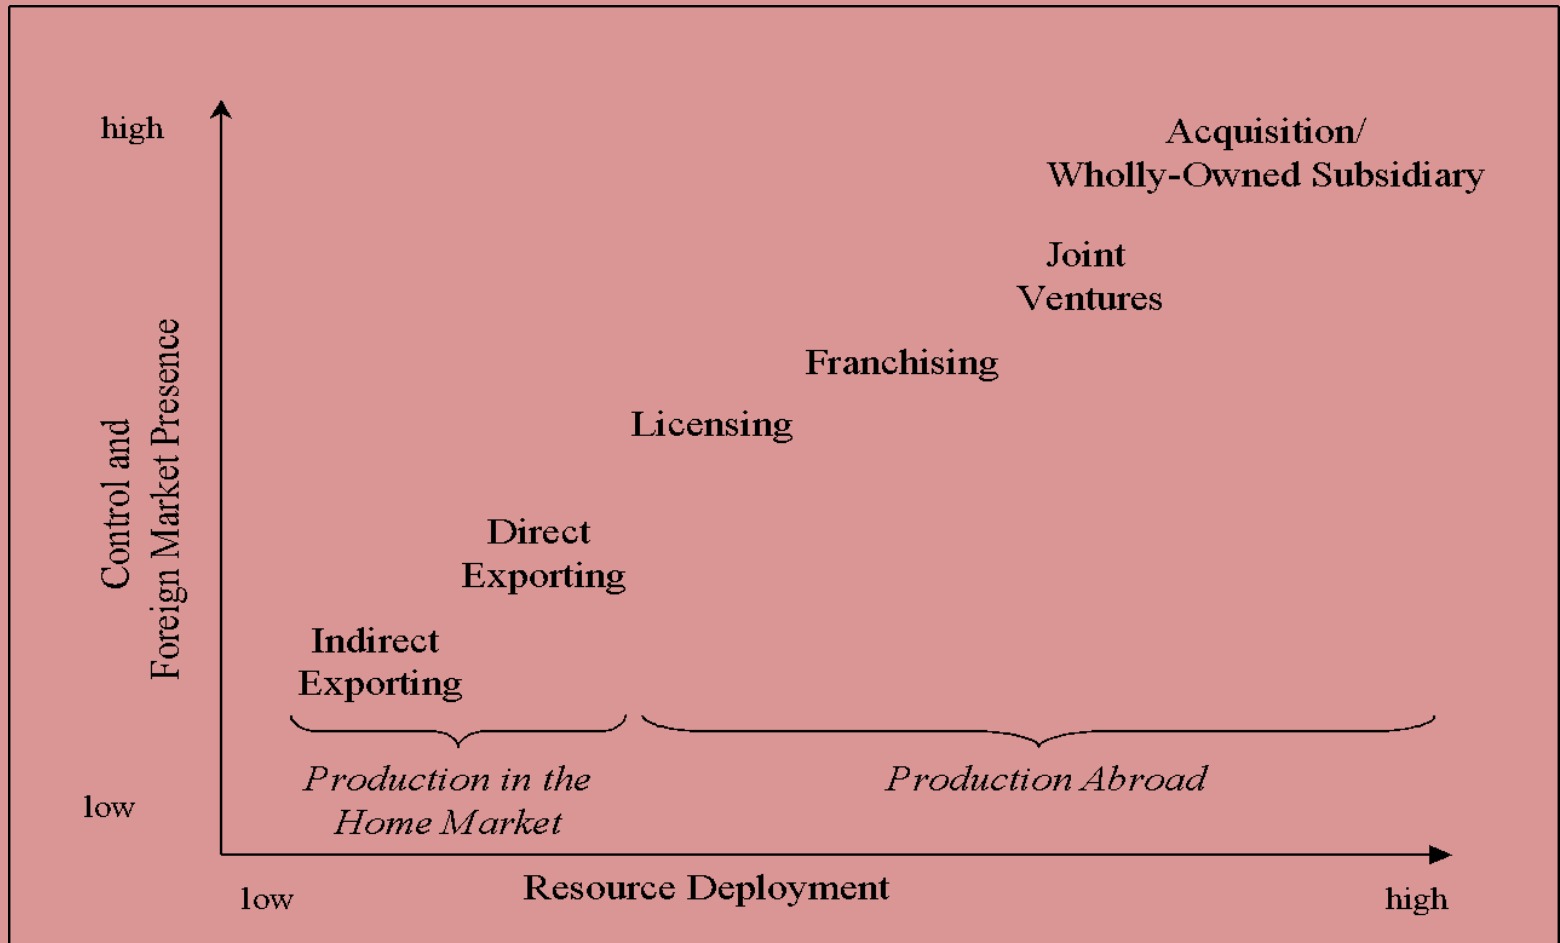 high
Acquisition/
Wholly-Owned Subsidiary
Joint
Ventures
Franchising
Licensing
Control and
Foreign Market Presence
Direct
Exporting
Indirect
Exporting
Production in the
Home Market
Production Abroad
low
low
Resource Deployment
high